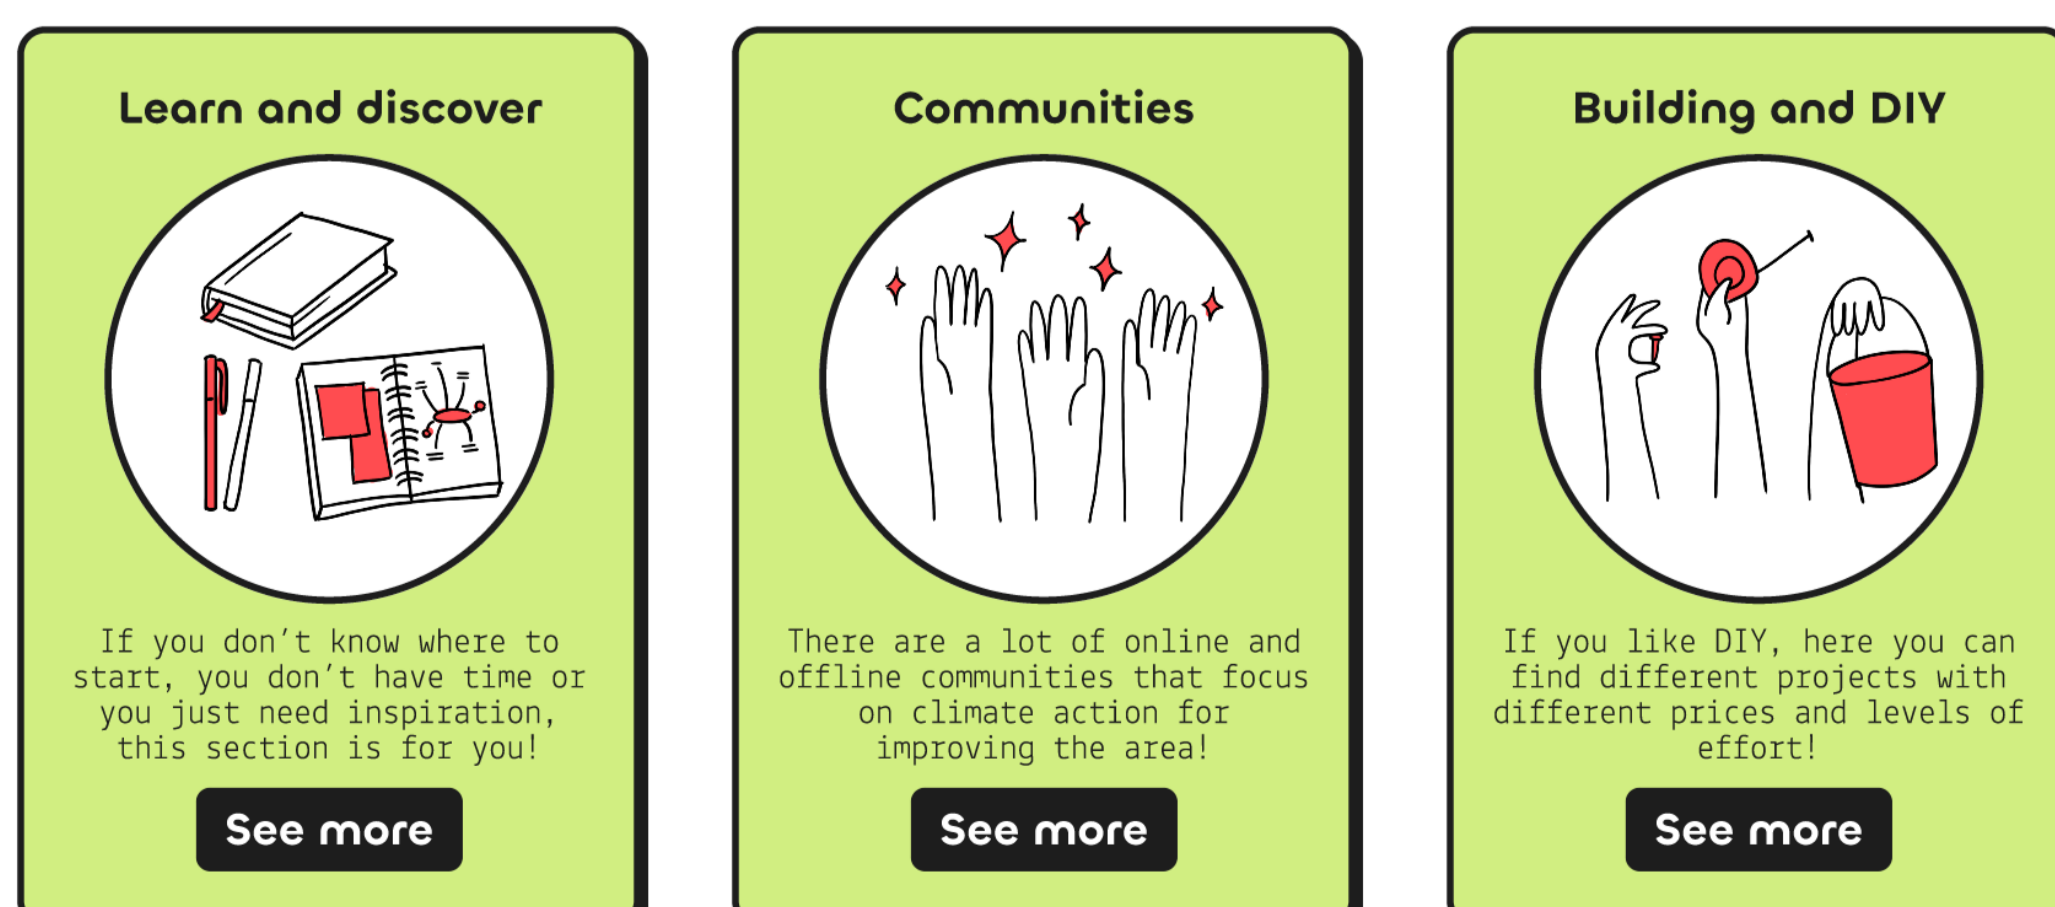 Learn and discover
If you don't know where to
start, you don't have time or
you just need inspiration,
this section is for you!
See more
Communities
There are a lot of online and
offline communities that focus
on climate action for
improving the area!
See more
Building and DIY
If you like DIY, here you can
find different projects with
different prices and levels of
effort!
See more